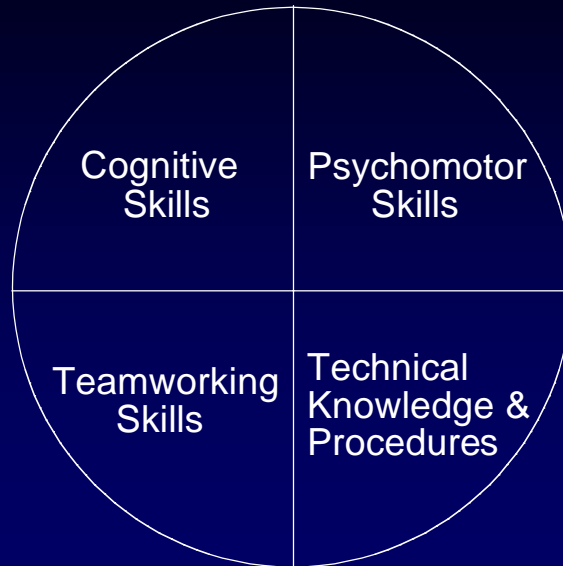 Cognitive
Skills
Psychomotor
Skills
Teamworking
Skills
Technical
Knowledge &
Procedures